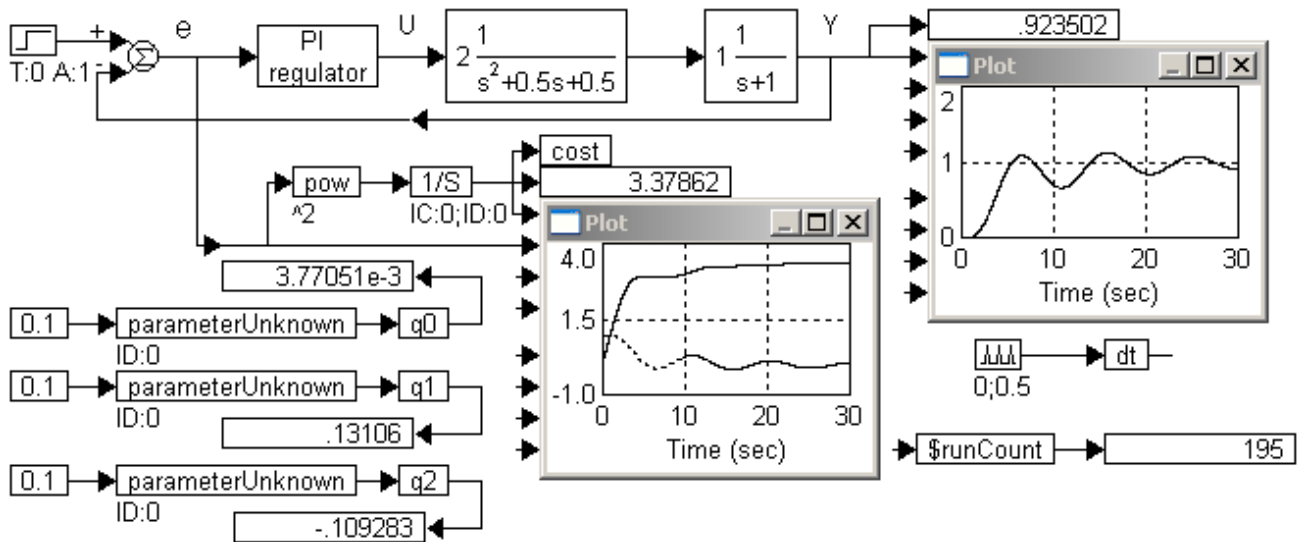 +
e
PI
regulator
U
2 1
s²+0.5s+0.5
1 1
s+1
Y
.923502
T:0 A:1
-
Σ
Plot
2
1
0
0 10 20 30
Time (sec)
cost
pow
^2
1/S
IC:0;ID:0
3.37862
Plot
4.0
1.5
-1.0
0 10 20 30
Time (sec)
3.77051e-3
0.1 parameterUnknown q0
ID:0
0.1 parameterUnknown q1
ID:0
.13106
0.1 parameterUnknown q2
ID:0
-.109283
dt
0;0.5
$runCount 195